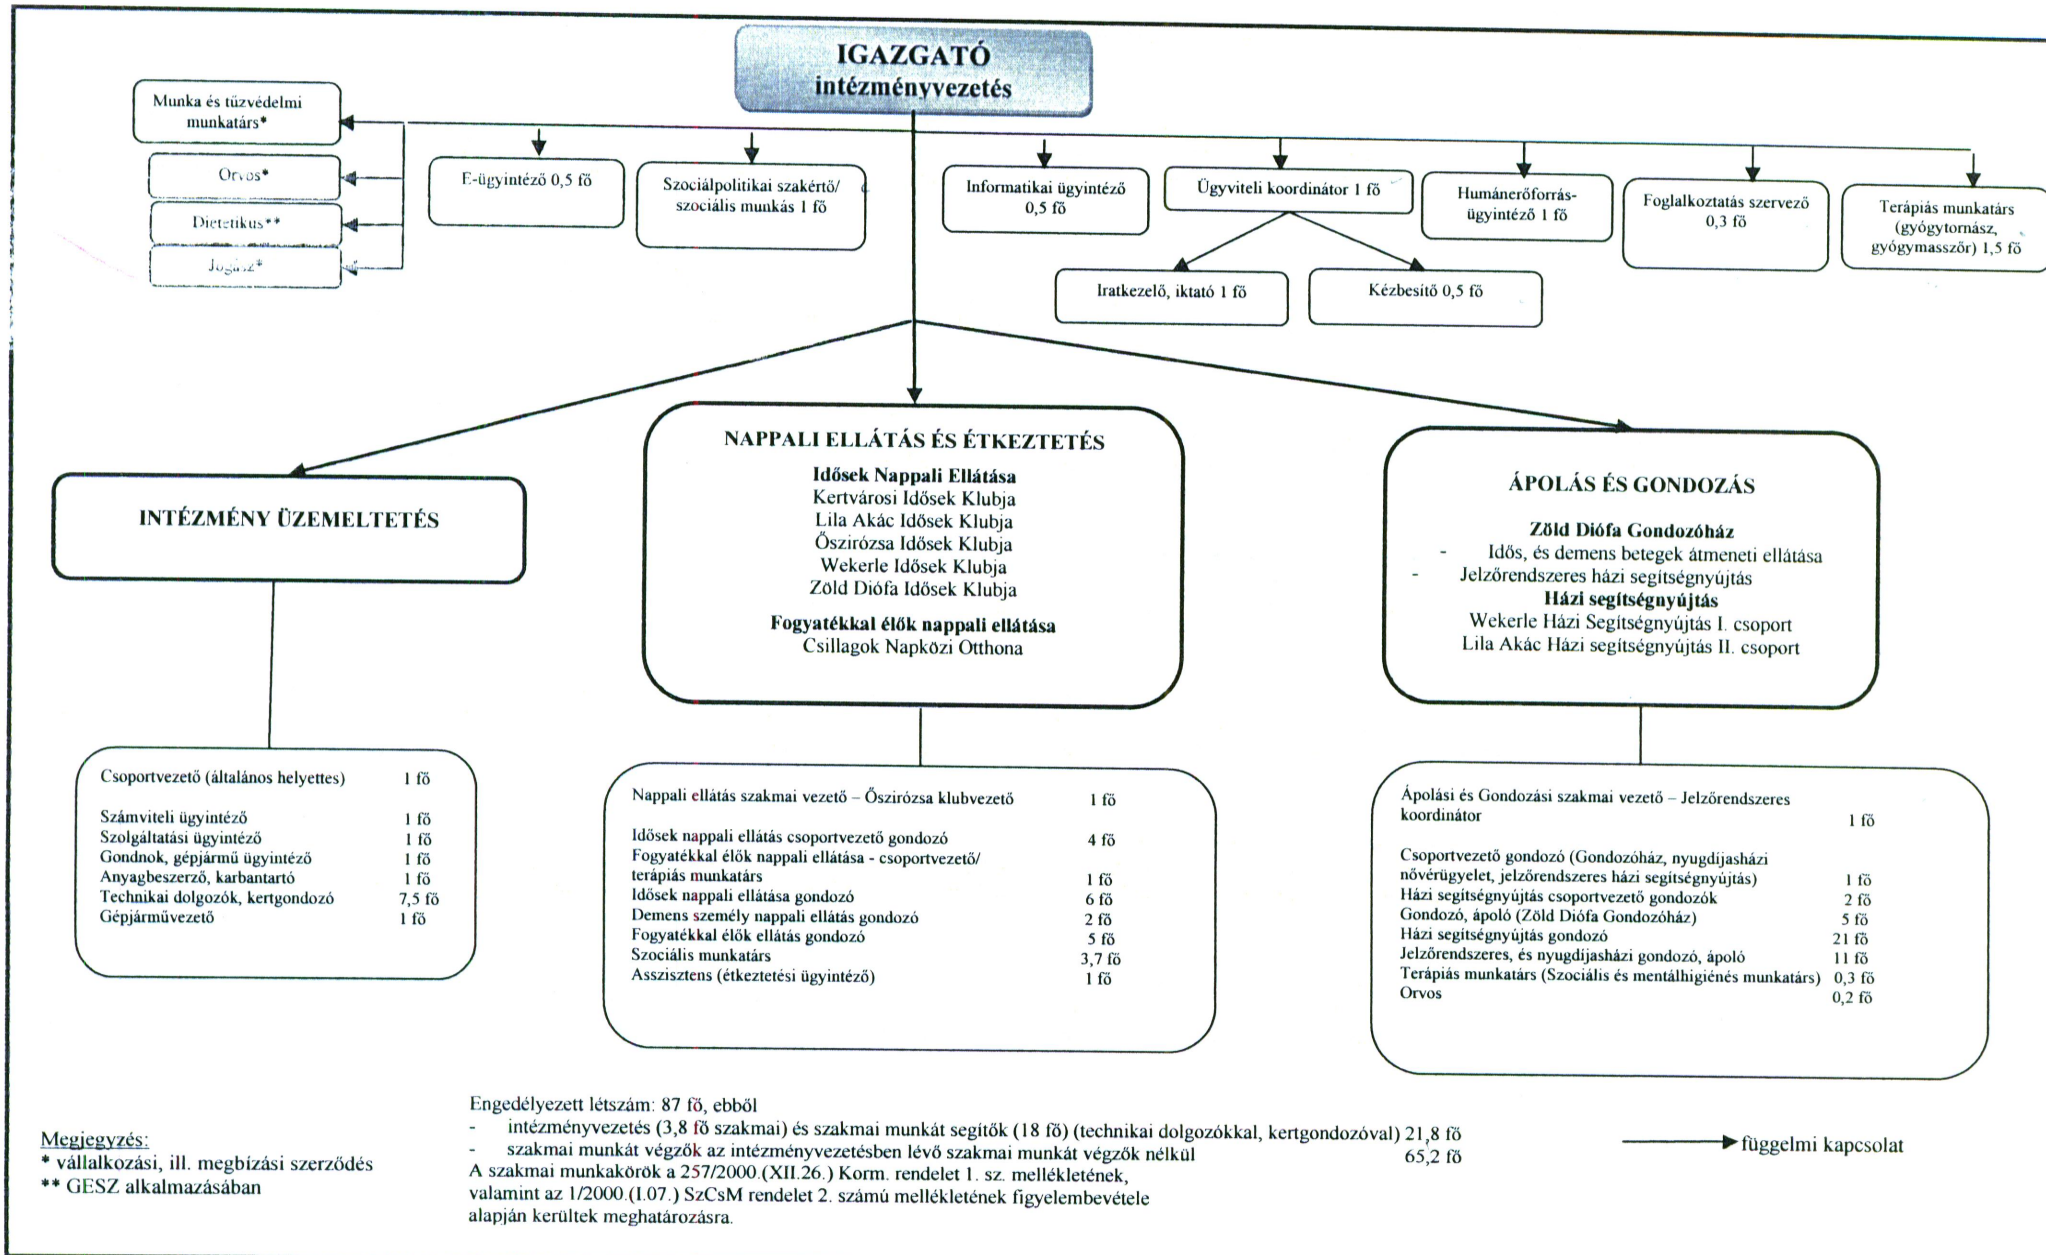 IGAZGATÓ
intézményvezetés
Munka és tűzvédelmi
munkatárs*
Orvos*
Dietetikus**
Jogász*
E-ügyintéző 0,5 fő
Szociálpolitikai szakértő/
szociális munkás 1 fő
Informatikai ügyintéző
0,5 fő
Ügyviteli koordinátor 1 fő
Humánerőforrás-
ügyintéző 1 fő
Foglalkoztatás szervező
0,3 fő
Terápiás munkatárs
(gyógytornász,
gyógymasszőr) 1,5 fő
Iratkezelő, iktató 1 fő
Kézbesítő 0,5 fő
INTÉZMÉNY ÜZEMELTETÉS
NAPPALI ELLÁTÁS ÉS ÉTKEZTETÉS
Idősek Nappali Ellátása
Kertvárosi Idősek Klubja
Lila Akác Idősek Klubja
Őszirózsa Idősek Klubja
Wekerle Idősek Klubja
Zöld Diófa Idősek Klubja
Fogyatékkal élők nappali ellátása
Csillagok Napközi Otthona
ÁPOLÁS ÉS GONDOZÁS
Zöld Diófa Gondozóház
- Idős, és demens betegek átmeneti ellátása
- Jelzőrendszeres házi segítségnyújtás
Házi segítségnyújtás
Wekerle Házi Segítségnyújtás I. csoport
Lila Akác Házi segítségnyújtás II. csoport
Csoportvezető (általános helyettes) 1 fő
Számviteli ügyintéző 1 fő
Szolgáltatási ügyintéző 1 fő
Gondnok, gépjármű ügyintéző 1 fő
Anyagbeszerző, karbantartó 1 fő
Technikai dolgozók, kertgondozó 7,5 fő
Gépjárművezető 1 fő
Nappali ellátás szakmai vezető – Őszirózsa klubvezető 1 fő
Idősek nappali ellátás csoportvezető gondozó 4 fő
Fogyatékkal élők nappali ellátása - csoportvezető/
terápiás munkatárs 1 fő
Idősek nappali ellátása gondozó 6 fő
Demens személy nappali ellátás gondozó 2 fő
Fogyatékkal élők ellátás gondozó 5 fő
Szociális munkatárs 3,7 fő
Asszisztens (étkeztetési ügyintéző) 1 fő
Ápolási és Gondozási szakmai vezető – Jelzőrendszeres
koordinátor 1 fő
Csoportvezető gondozó (Gondozóház, nyugdíjasházi
nővérügyelet, jelzőrendszeres házi segítségnyújtás) 1 fő
Házi segítségnyújtás csoportvezető gondozók 2 fő
Gondozó, ápoló (Zöld Diófa Gondozóház) 5 fő
Házi segítségnyújtás gondozó 21 fő
Jelzőrendszeres, és nyugdíjasházi gondozó, ápoló 11 fő
Terápiás munkatárs (Szociális és mentálhigiénés munkatárs) 0,3 fő
Orvos 0,2 fő
Megjegyzés:
* vállalkozási, ill. megbízási szerződés
** GESZ alkalmazásában
Engedélyezett létszám: 87 fő, ebből
- intézményvezetés (3,8 fő szakmai) és szakmai munkát segítők (18 fő) (technikai dolgozókkal, kertgondozóval) 21,8 fő
- szakmai munkát végzők az intézményvezetésben lévő szakmai munkát végzők nélkül 65,2 fő
A szakmai munkakörök a 257/2000.(XII.26.) Korm. rendelet 1. sz. mellékletének,
valamint az 1/2000.(I.07.) SzCsM rendelet 2. számú mellékletének figyelembevétele
alapján kerültek meghatározásra.
függelmi kapcsolat